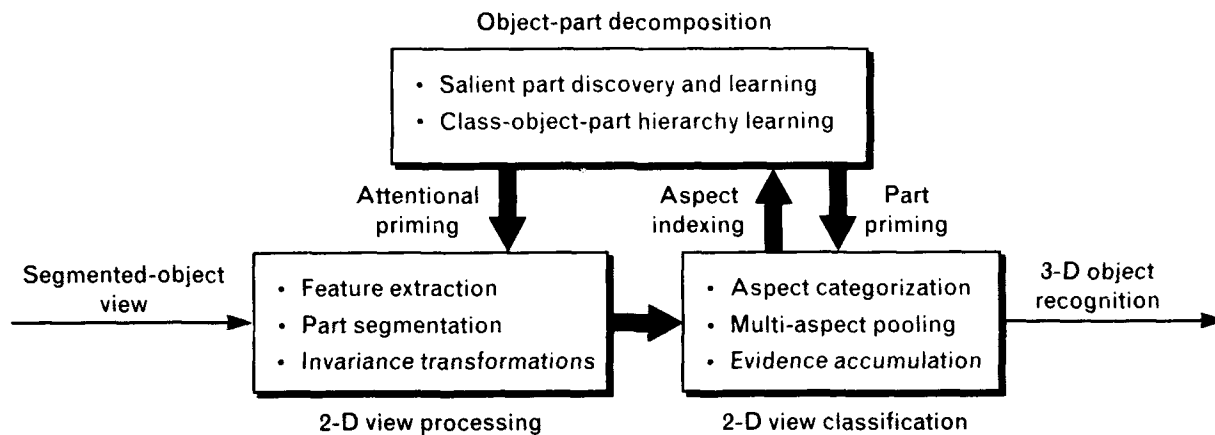 Object-part decomposition
• Salient part discovery and learning
• Class-object-part hierarchy learning
Attentional
priming
Aspect
indexing
Part
priming
Segmented-object
view
• Feature extraction
• Part segmentation
• Invariance transformations
• Aspect categorization
• Multi-aspect pooling
• Evidence accumulation
3-D object
recognition
2-D view processing
2-D view classification